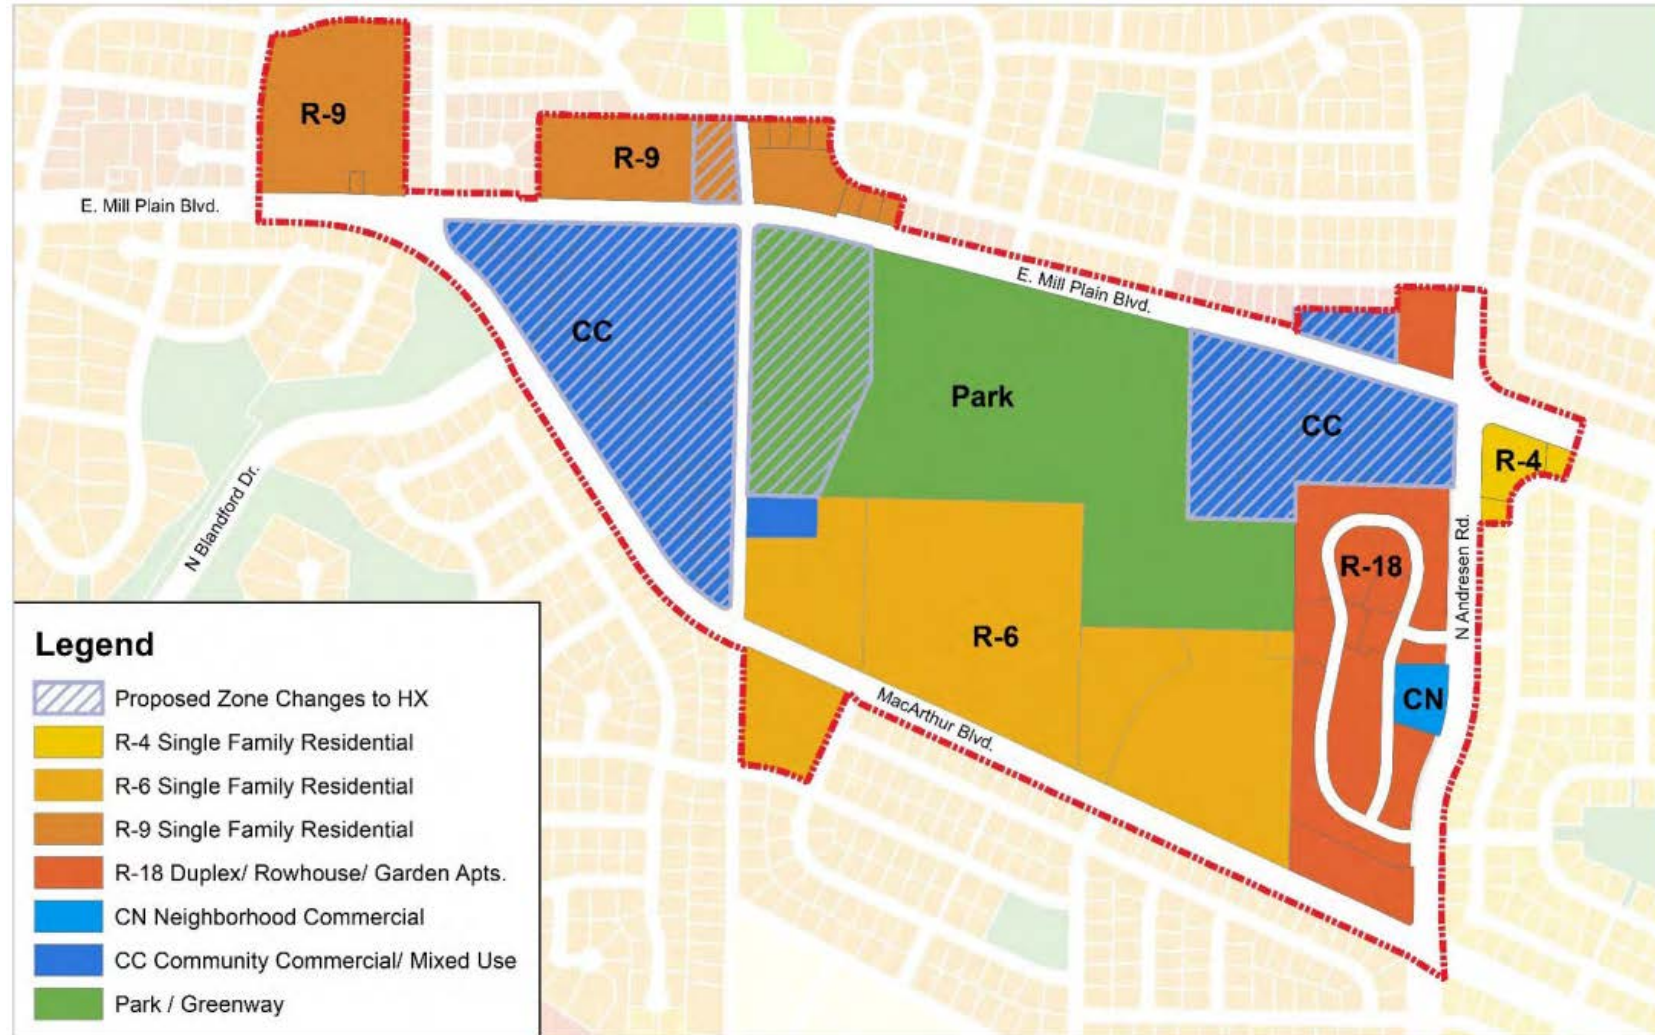 R-9
R-9
E. Mill Plain Blvd.
E. Mill Plain Blvd.
CC
Park
CC
R-4
N Blandford Dr.
N Andresen Rd.
R-18
R-6
CN
MacArthur Blvd.
Legend
Proposed Zone Changes to HX
R-4 Single Family Residential
R-6 Single Family Residential
R-9 Single Family Residential
R-18 Duplex/ Rowhouse/ Garden Apts.
CN Neighborhood Commercial
CC Community Commercial/ Mixed Use
Park / Greenway